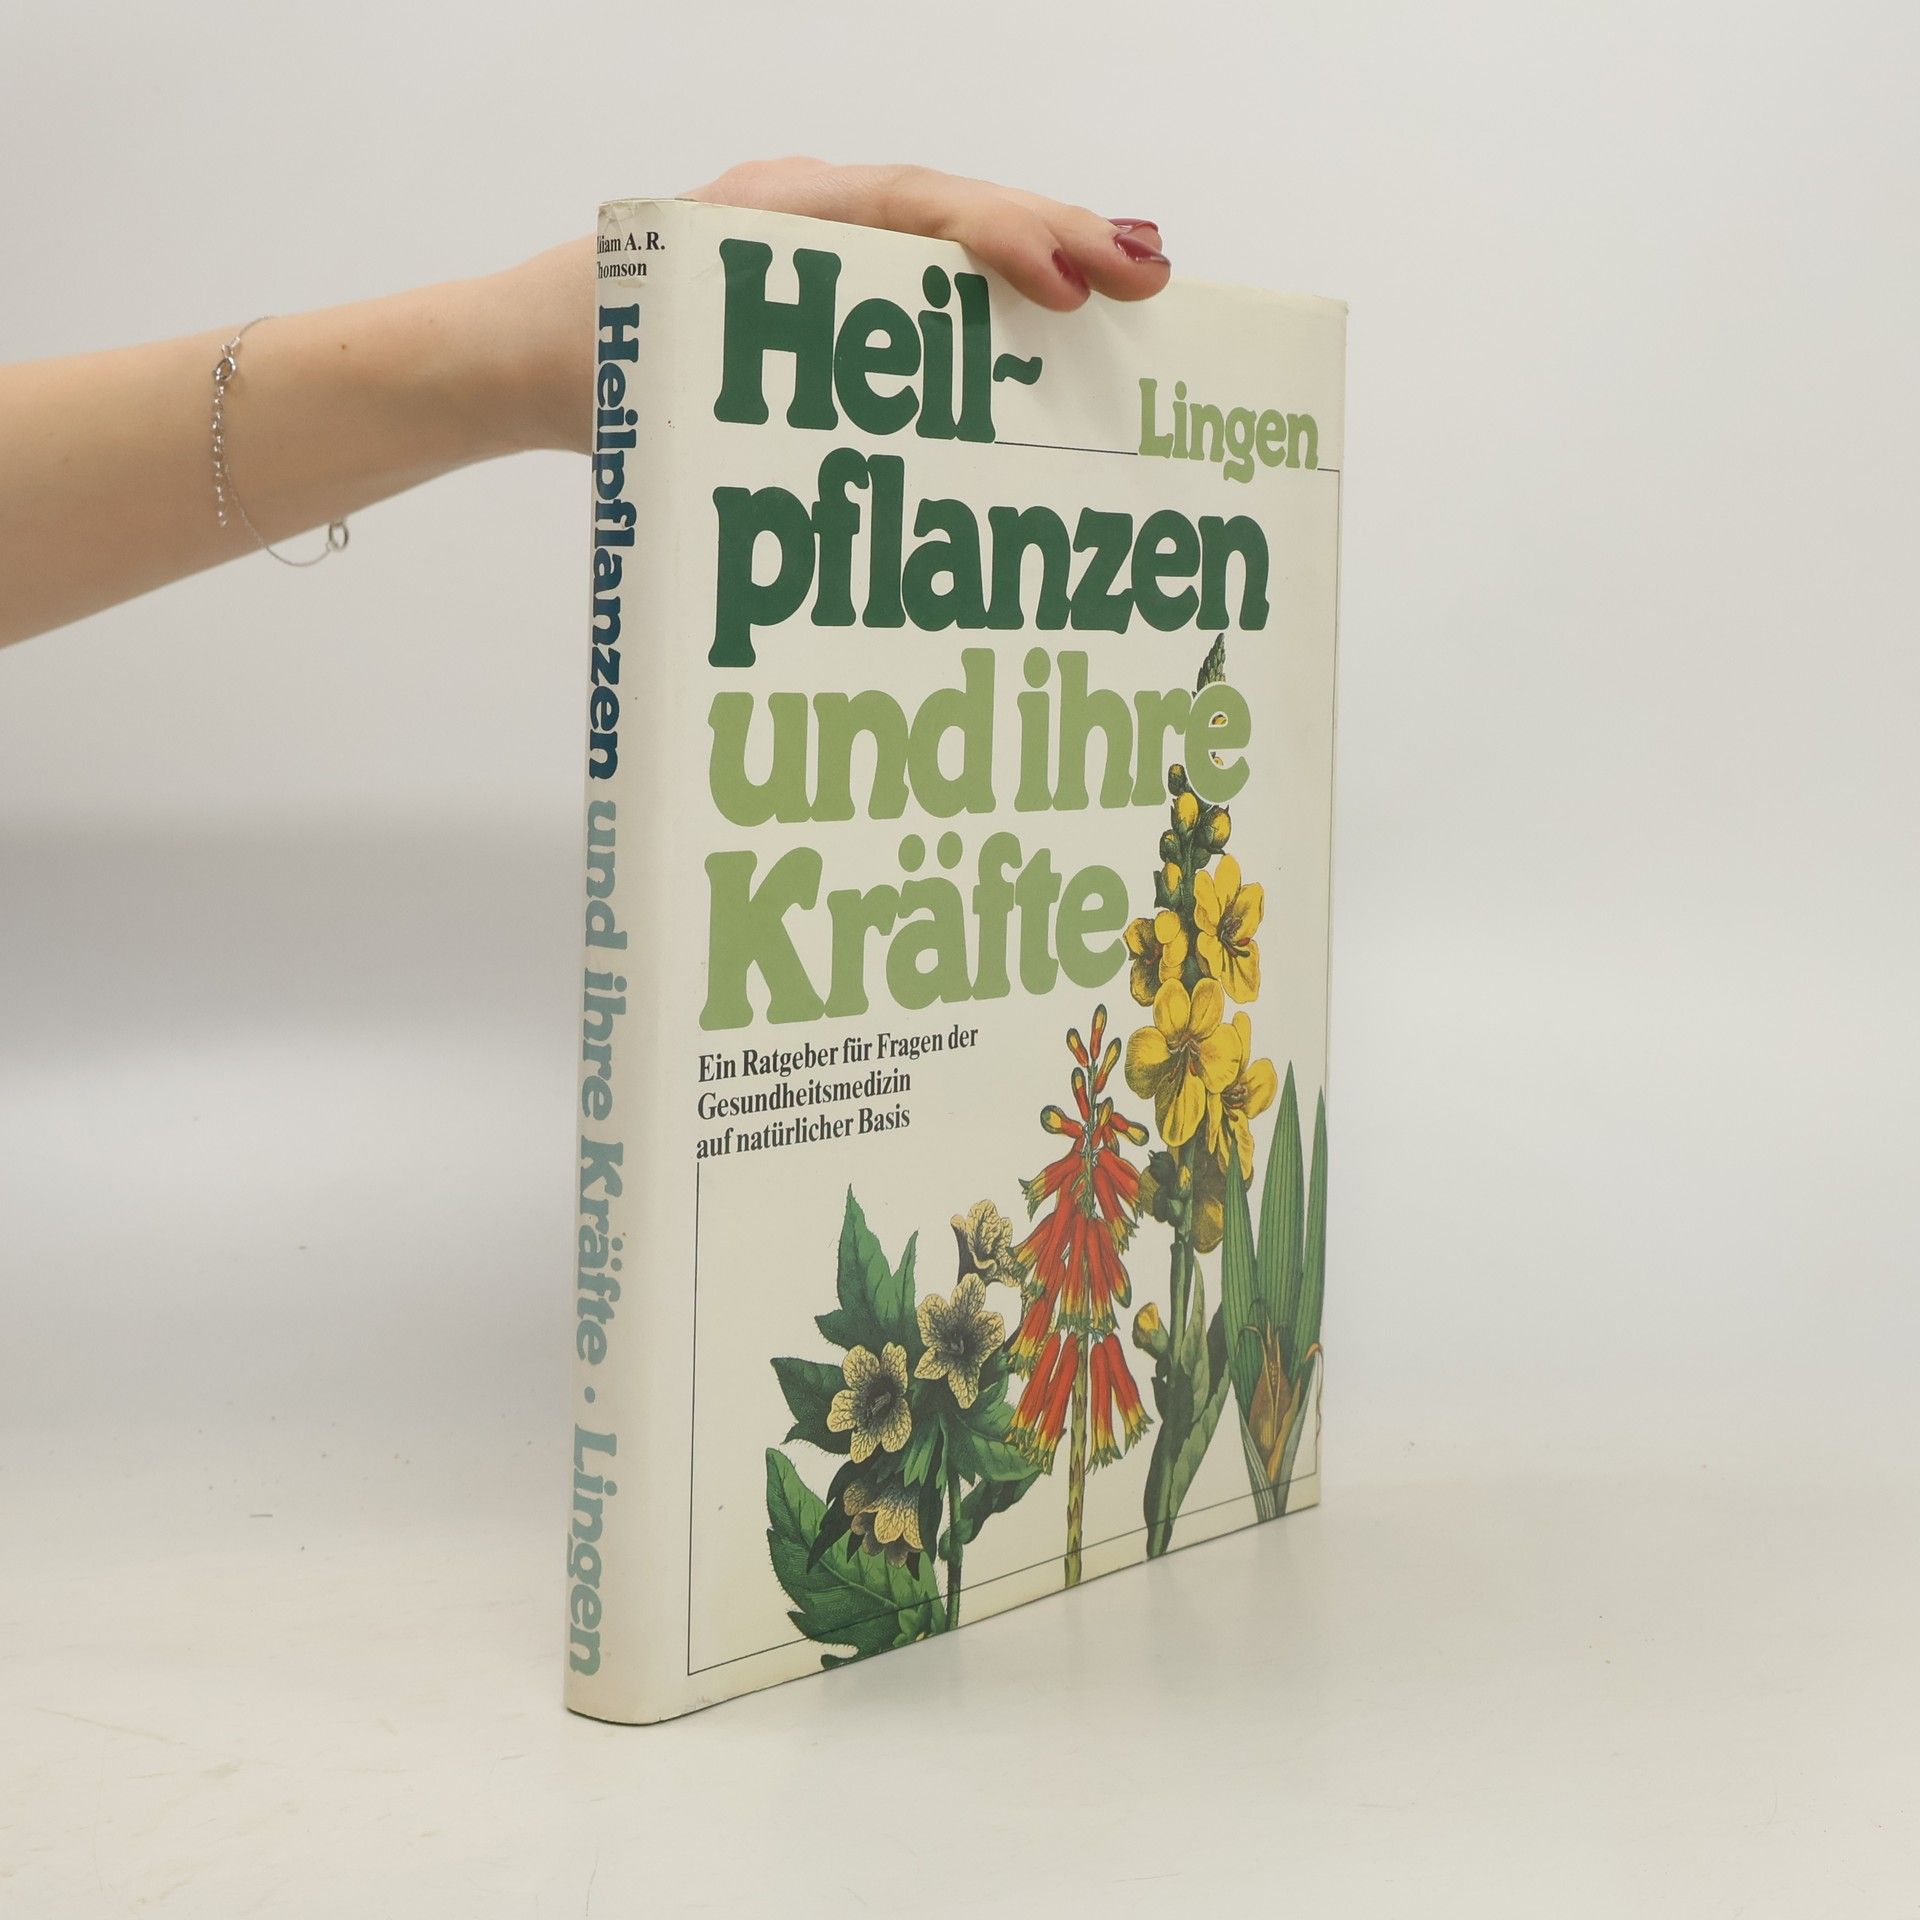 A. R.
Heilpflanzen und ihre Kräfte · Lingen
Heil~
Lingen
pflanzen
und ihre
Kräfte
Ein Ratgeber für Fragen der
Gesundheitsmedizin
auf natürlicher Basis